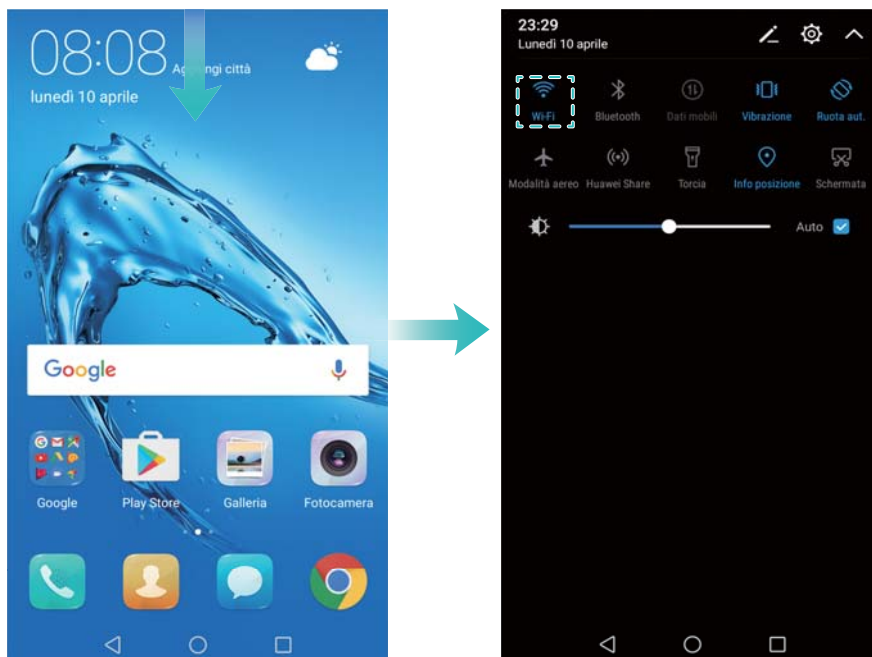 08:08
Aggiungi città
lunedì 10 aprile
Google
Google
Play Store
Galleria
Fotocamera
23:29
Lunedì 10 aprile
Wi-Fi
Bluetooth
Dati mobili
Vibrazione
Ruota aut.
Modalità aereo
Huawei Share
Torcia
Info posizione
Schermata
Auto